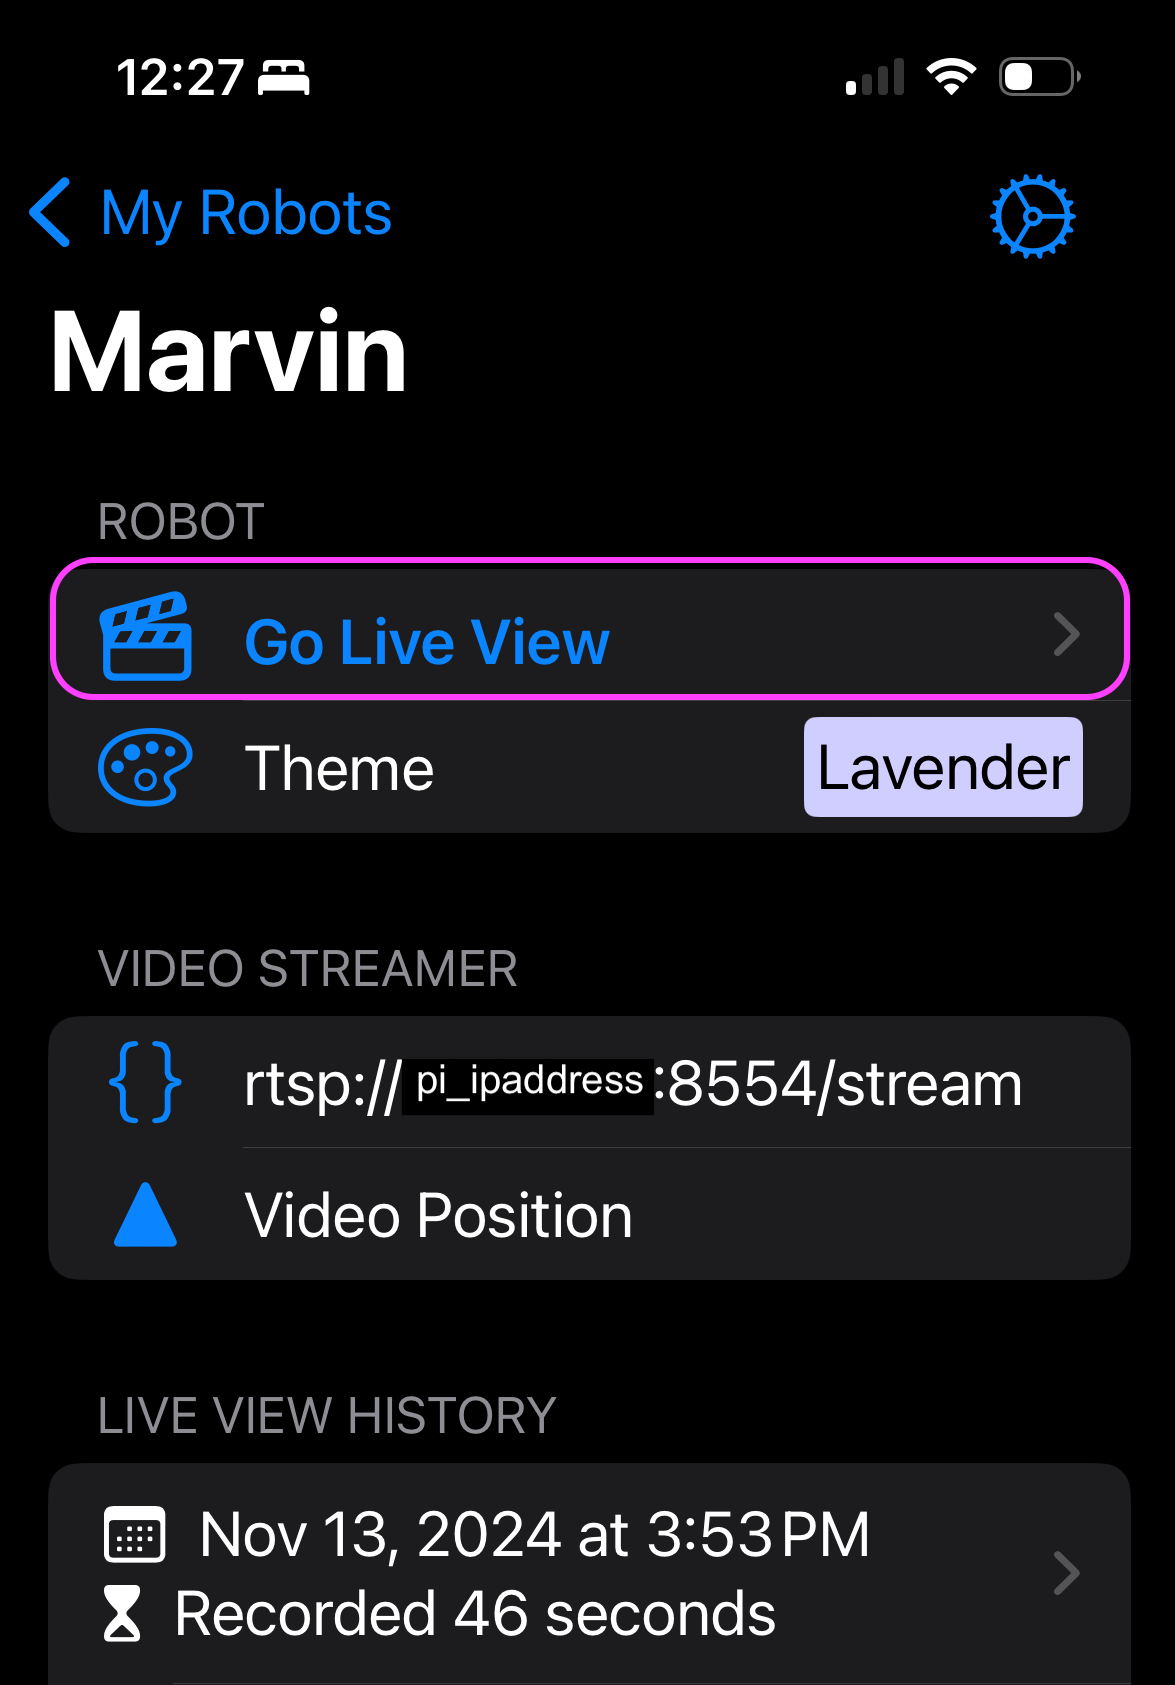 12:27
My Robots
Marvin
ROBOT
Go Live View
Theme Lavender
VIDEO STREAMER
rtsp://pi_ipaddress:8554/stream
Video Position
LIVE VIEW HISTORY
Nov 13, 2024 at 3:53 PM
Recorded 46 seconds